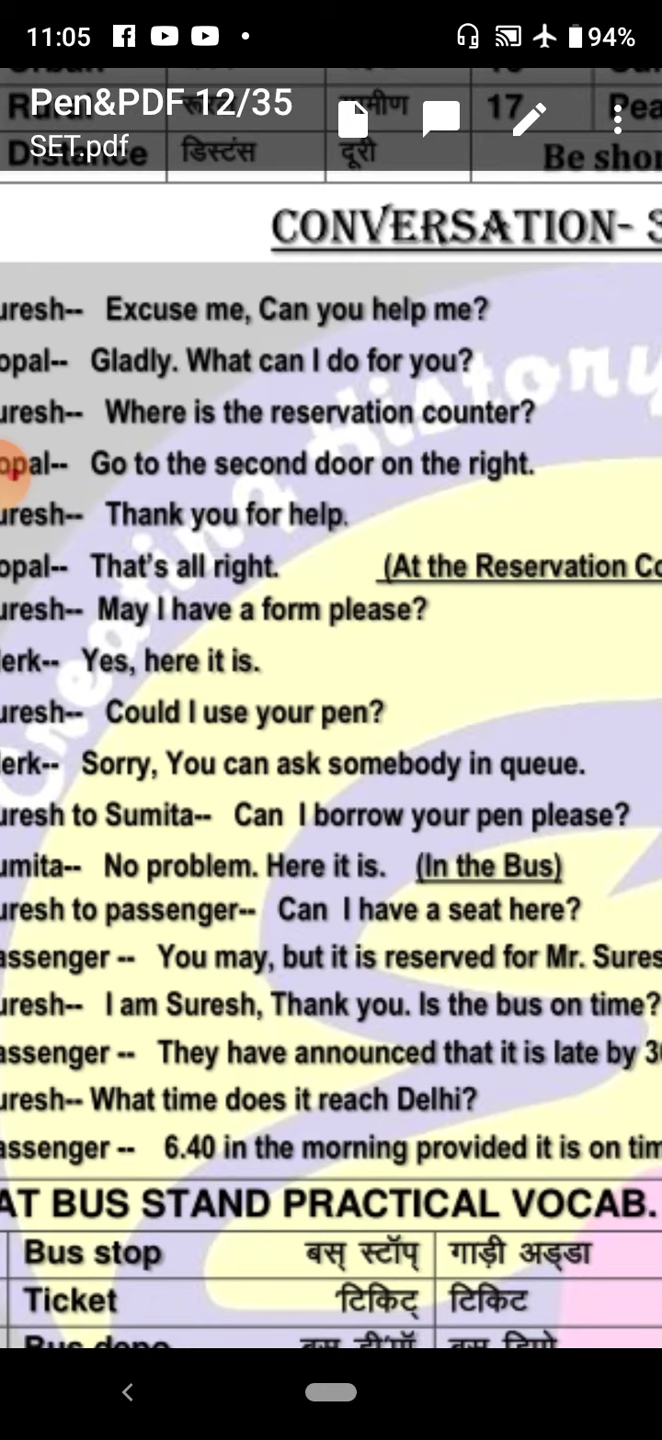 11:05 94%
Pen&PDF 12/35
SET.pdf
17
Distance डिस्टंस दूरी Be shor
CONVERSATION- 3
uresh-- Excuse me, Can you help me?
opal-- Gladly. What can I do for you?
uresh-- Where is the reservation counter?
opal-- Go to the second door on the right.
uresh-- Thank you for help.
opal-- That's all right. (At the Reservation Co
uresh-- May I have a form please?
lerk-- Yes, here it is.
uresh-- Could I use your pen?
lerk-- Sorry, You can ask somebody in queue.
uresh to Sumita-- Can I borrow your pen please?
umita-- No problem. Here it is. (In the Bus)
uresh to passenger-- Can I have a seat here?
assenger -- You may, but it is reserved for Mr. Sures
uresh-- I am Suresh, Thank you. Is the bus on time?
assenger -- They have announced that it is late by 30
uresh-- What time does it reach Delhi?
assenger -- 6.40 in the morning provided it is on tim
AT BUS STAND PRACTICAL VOCAB.
Bus stop बस् स्टॉप् गाड़ी अड्डा
Ticket टिकिट् टिकिट